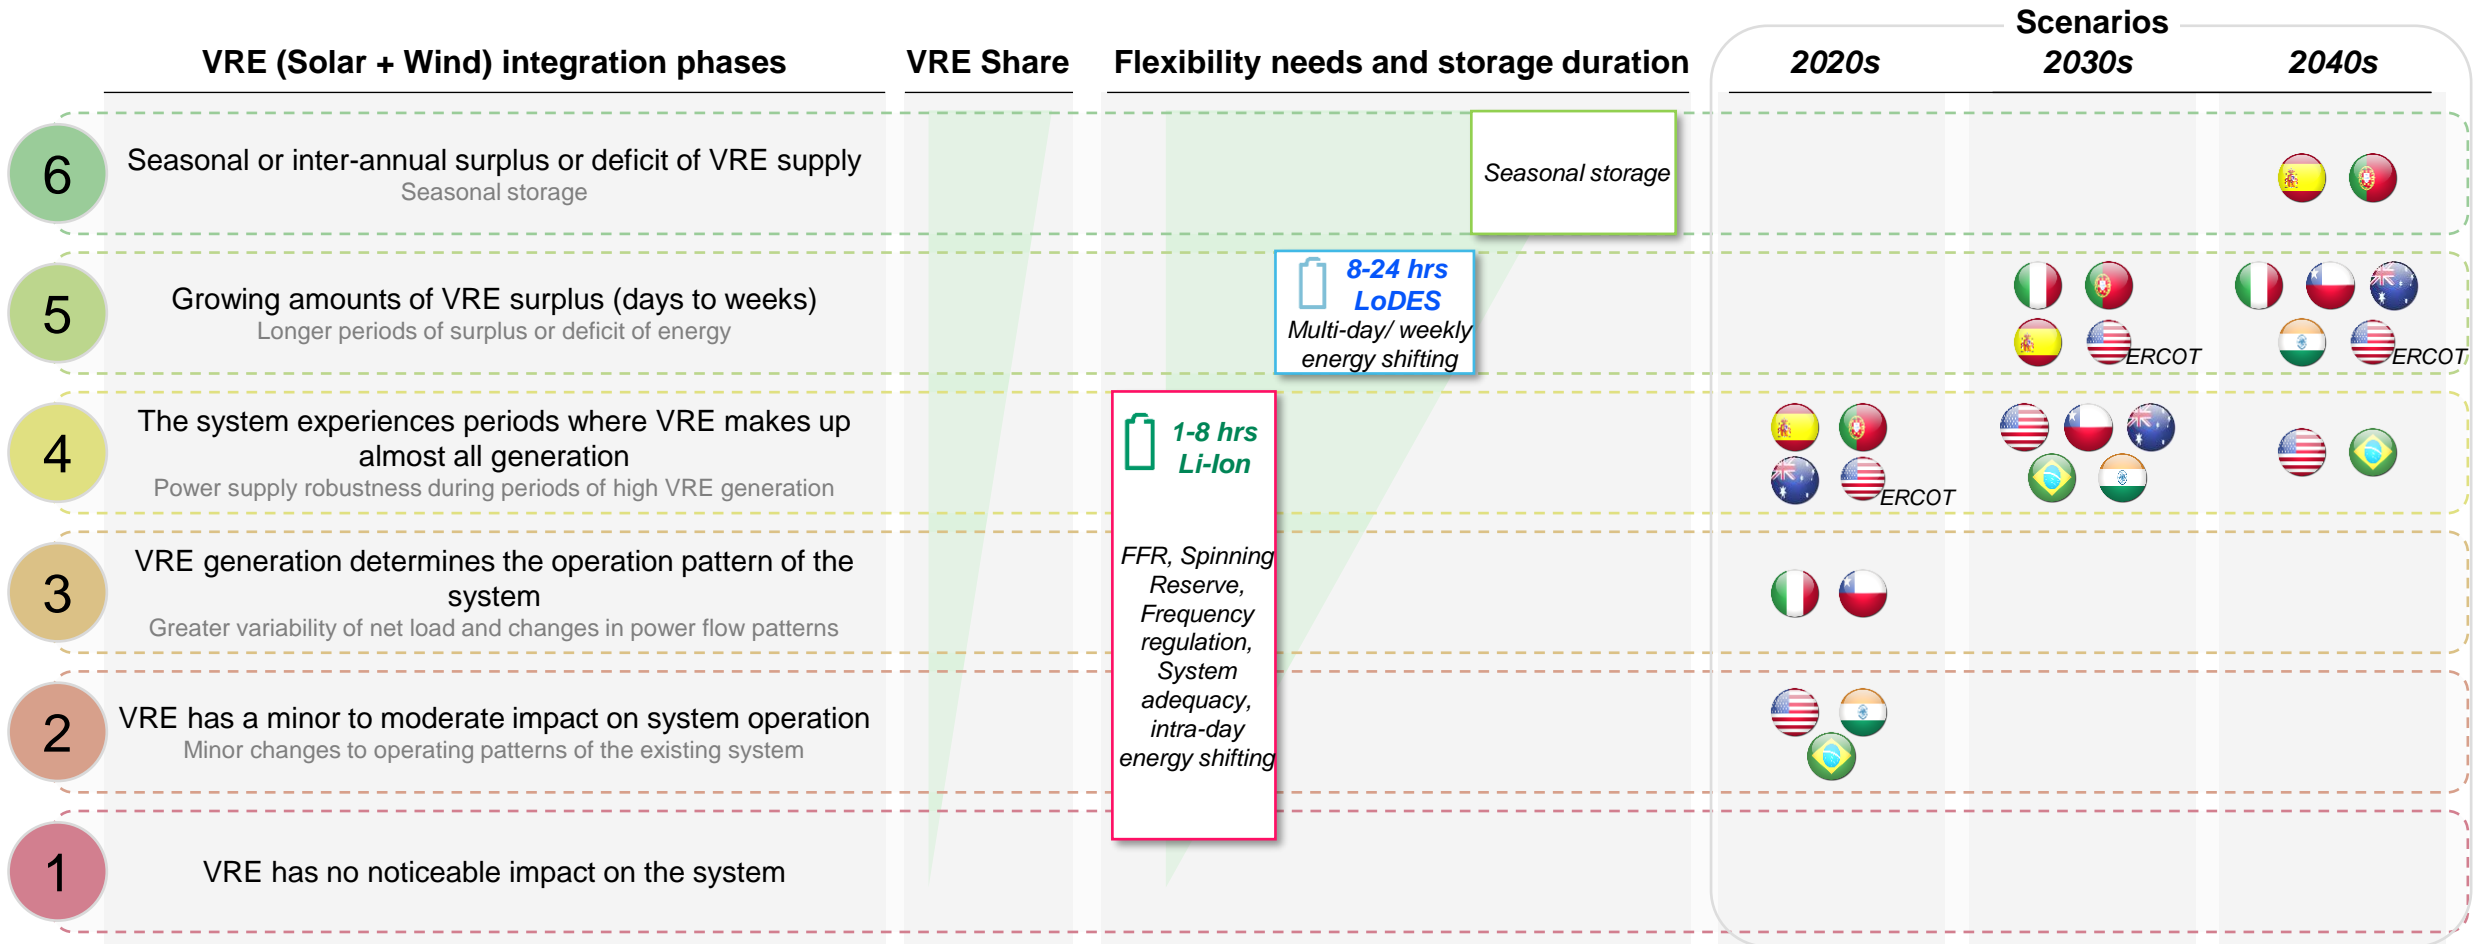 Scenarios
VRE (Solar + Wind) integration phases
VRE Share
Flexibility needs and storage duration
2020s
2030s
2040s
6
Seasonal or inter-annual surplus or deficit of VRE supply
Seasonal storage
Seasonal storage
5
Growing amounts of VRE surplus (days to weeks)
Longer periods of surplus or deficit of energy
8-24 hrs
LoDES
Multi-day/ weekly
energy shifting
ERCOT
ERCOT
4
The system experiences periods where VRE makes up
almost all generation
Power supply robustness during periods of high VRE generation
1-8 hrs
Li-Ion
ERCOT
3
VRE generation determines the operation pattern of the
system
Greater variability of net load and changes in power flow patterns
FFR, Spinning
Reserve,
Frequency
regulation,
System
adequacy,
intra-day
energy shifting
2
VRE has a minor to moderate impact on system operation
Minor changes to operating patterns of the existing system
1
VRE has no noticeable impact on the system